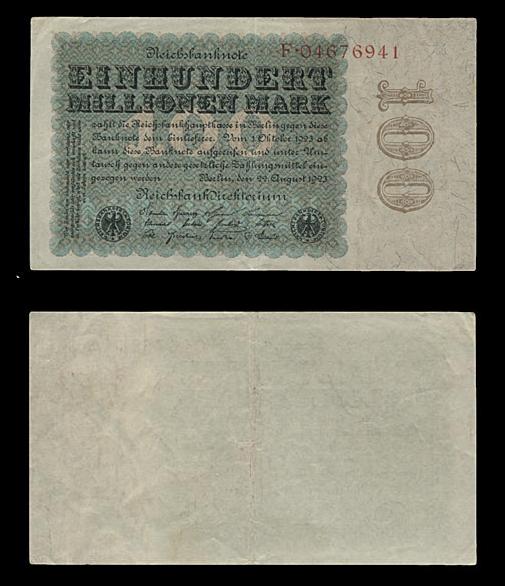 Reichsbanknote
F·04676941
EINHUNDERT
MILLIONEN MARK
zahlt die Reichsbankhauptkasse in Berlin gegen diese
Banknote dem Einlieferer. Vom 1. Oktober 1923 ab
kann diese Banknote aufgerufen und unter Um-
tausch gegen andere gesetzliche Zahlungsmittel ein-
gezogen werden
Berlin, den 22. August 1923
Reichsbankdirektorium
100